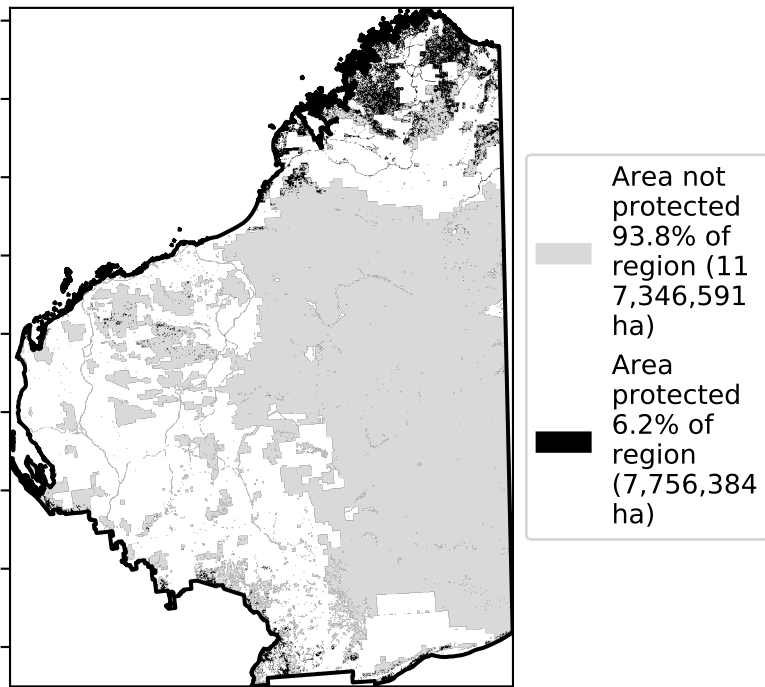 Area not
protected
93.8% of
region (11
7,346,591
ha)
Area
protected
6.2% of
region
(7,756,384
ha)